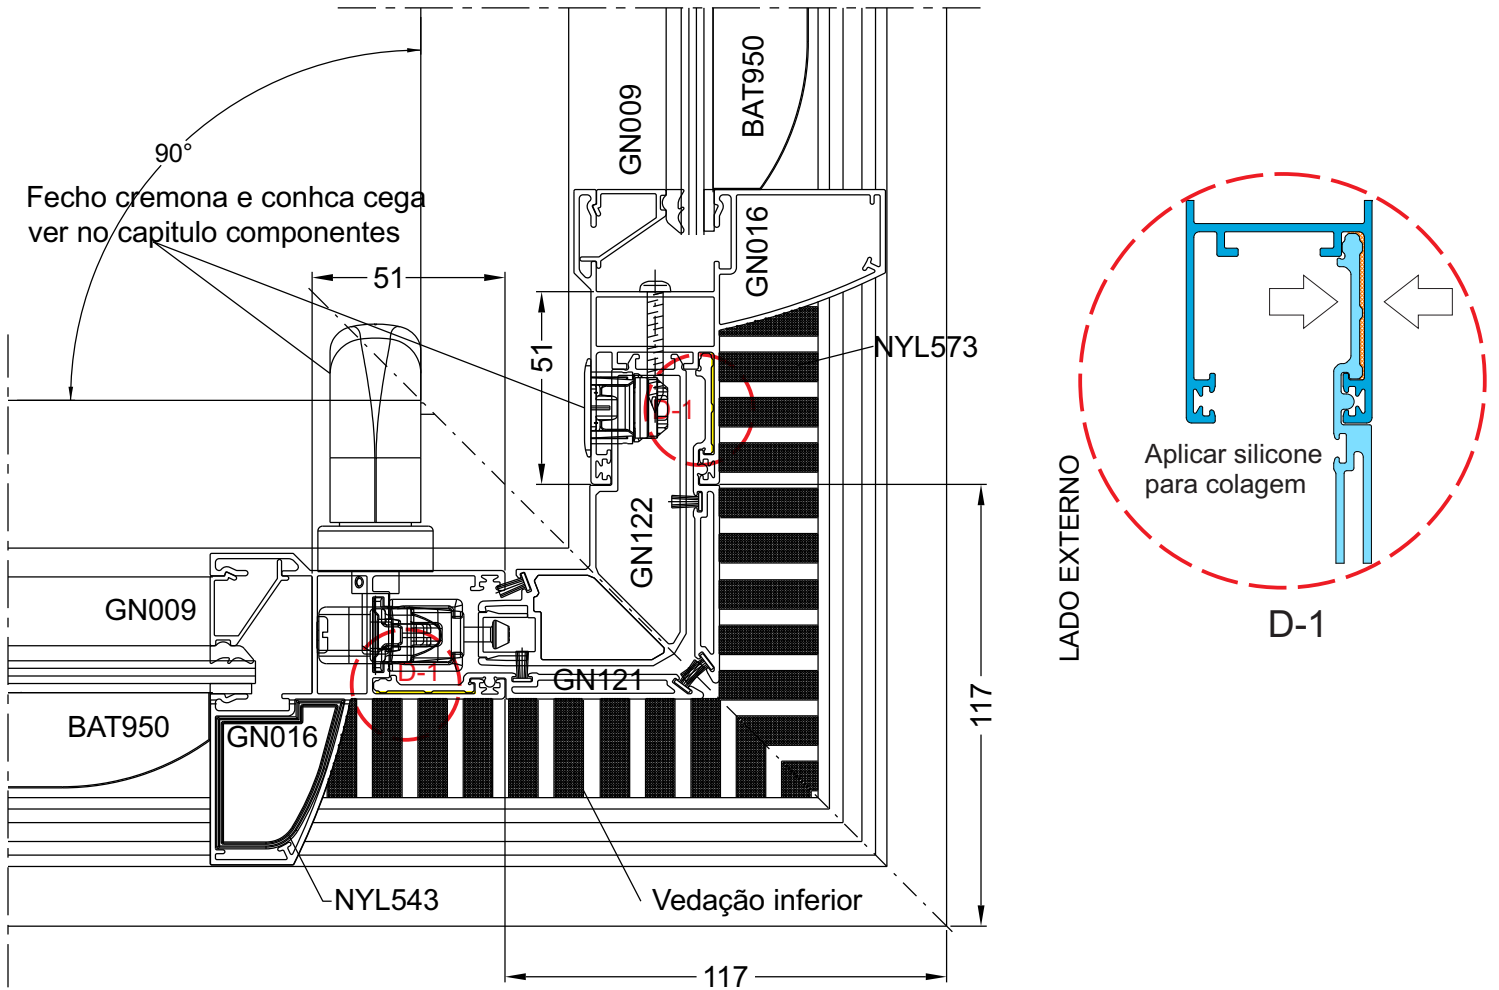 90°
Fecho cremona e conhca cega
ver no capitulo componentes
51
GN009
BAT950
GN016
51
NYL573
D-1
GN122
GN009
D-1
GN121
BAT950
GN016
117
NYL543
Vedação inferior
117
LADO EXTERNO
Aplicar silicone
para colagem
D-1